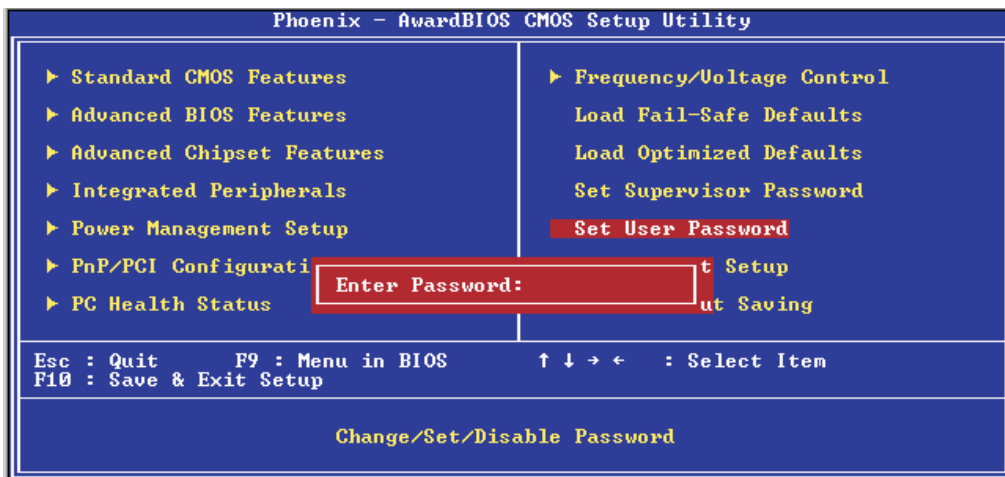 Phoenix - AwardBIOS CMOS Setup Utility
▶ Standard CMOS Features
▶ Advanced BIOS Features
▶ Advanced Chipset Features
▶ Integrated Peripherals
▶ Power Management Setup
▶ PnP/PCI Configurati
▶ PC Health Status
▶ Frequency/Voltage Control
Load Fail-Safe Defaults
Load Optimized Defaults
Set Supervisor Password
Set User Password
t Setup
ut Saving
Enter Password:
Esc : Quit F9 : Menu in BIOS ↑ ↓ → ← : Select Item
F10 : Save & Exit Setup
Change/Set/Disable Password